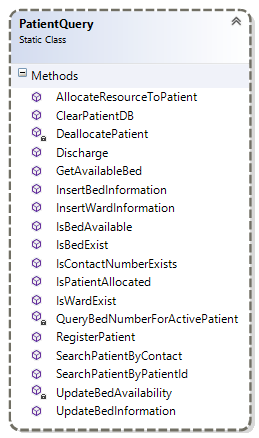 PatientQuery
Static Class
Methods
AllocateResourceToPatient
ClearPatientDB
DeallocatePatient
Discharge
GetAvailableBed
InsertBedInformation
InsertWardInformation
IsBedAvailable
IsBedExist
IsContactNumberExists
IsPatientAllocated
IsWardExist
QueryBedNumberForActivePatient
RegisterPatient
SearchPatientByContact
SearchPatientByPatientId
UpdateBedAvailability
UpdateBedInformation